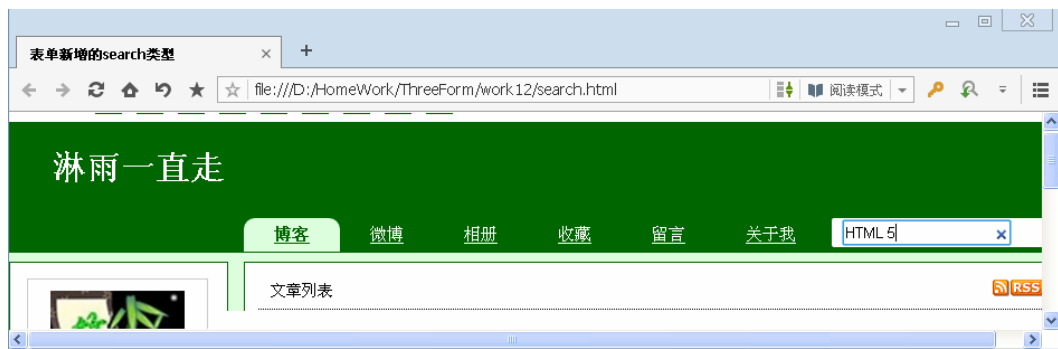 表单新增的search类型
file:///D:/HomeWork/ThreeForm/work12/search.html 阅读模式
淋雨一直走
博客 微博 相册 收藏 留言 关于我 HTML 5
文章列表 RSS